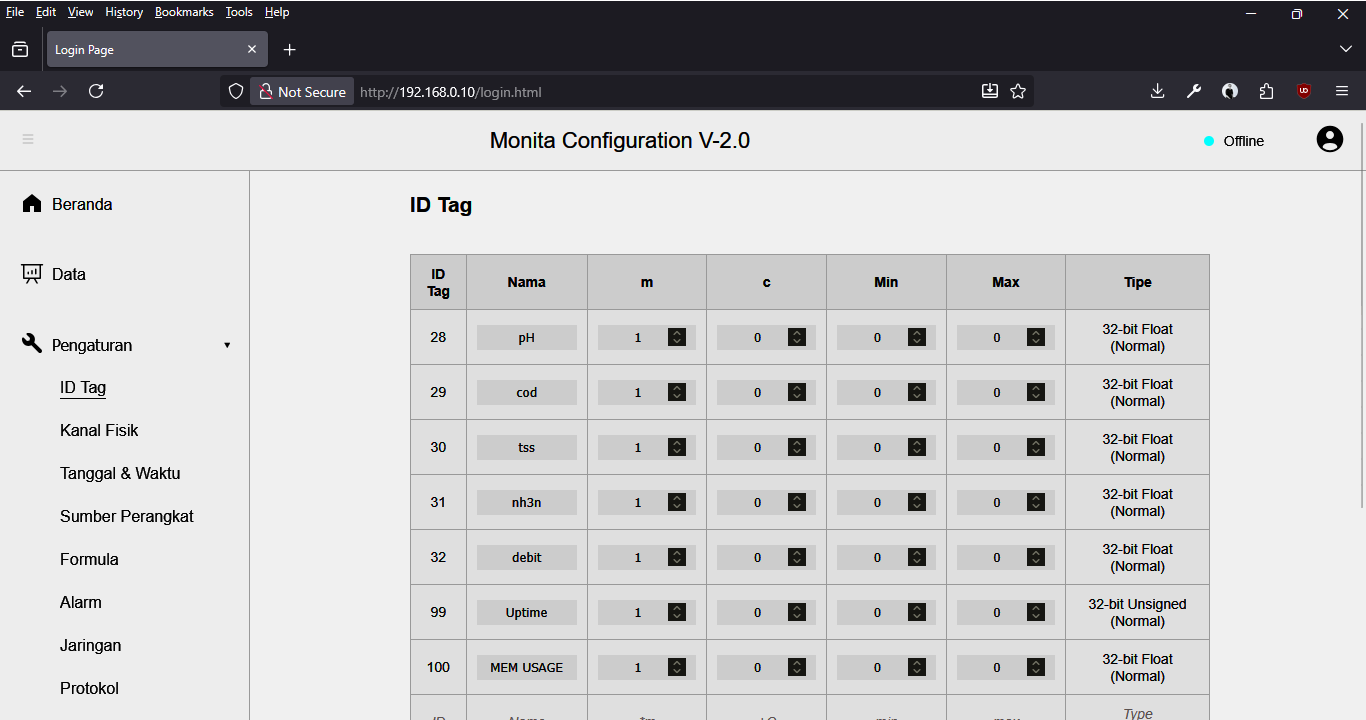 File Edit View History Bookmarks Tools Help
Login Page
Not Secure http://192.168.0.10/login.html
Monita Configuration V-2.0
Offline
Beranda
Data
Pengaturan
ID Tag
Kanal Fisik
Tanggal & Waktu
Sumber Perangkat
Formula
Alarm
Jaringan
Protokol
ID Tag
ID Tag Nama m c Min Max Tipe
28 pH 1 0 0 0 32-bit Float (Normal)
29 cod 1 0 0 0 32-bit Float (Normal)
30 tss 1 0 0 0 32-bit Float (Normal)
31 nh3n 1 0 0 0 32-bit Float (Normal)
32 debit 1 0 0 0 32-bit Float (Normal)
99 Uptime 1 0 0 0 32-bit Unsigned (Normal)
100 MEM USAGE 1 0 0 0 32-bit Float (Normal)
Type